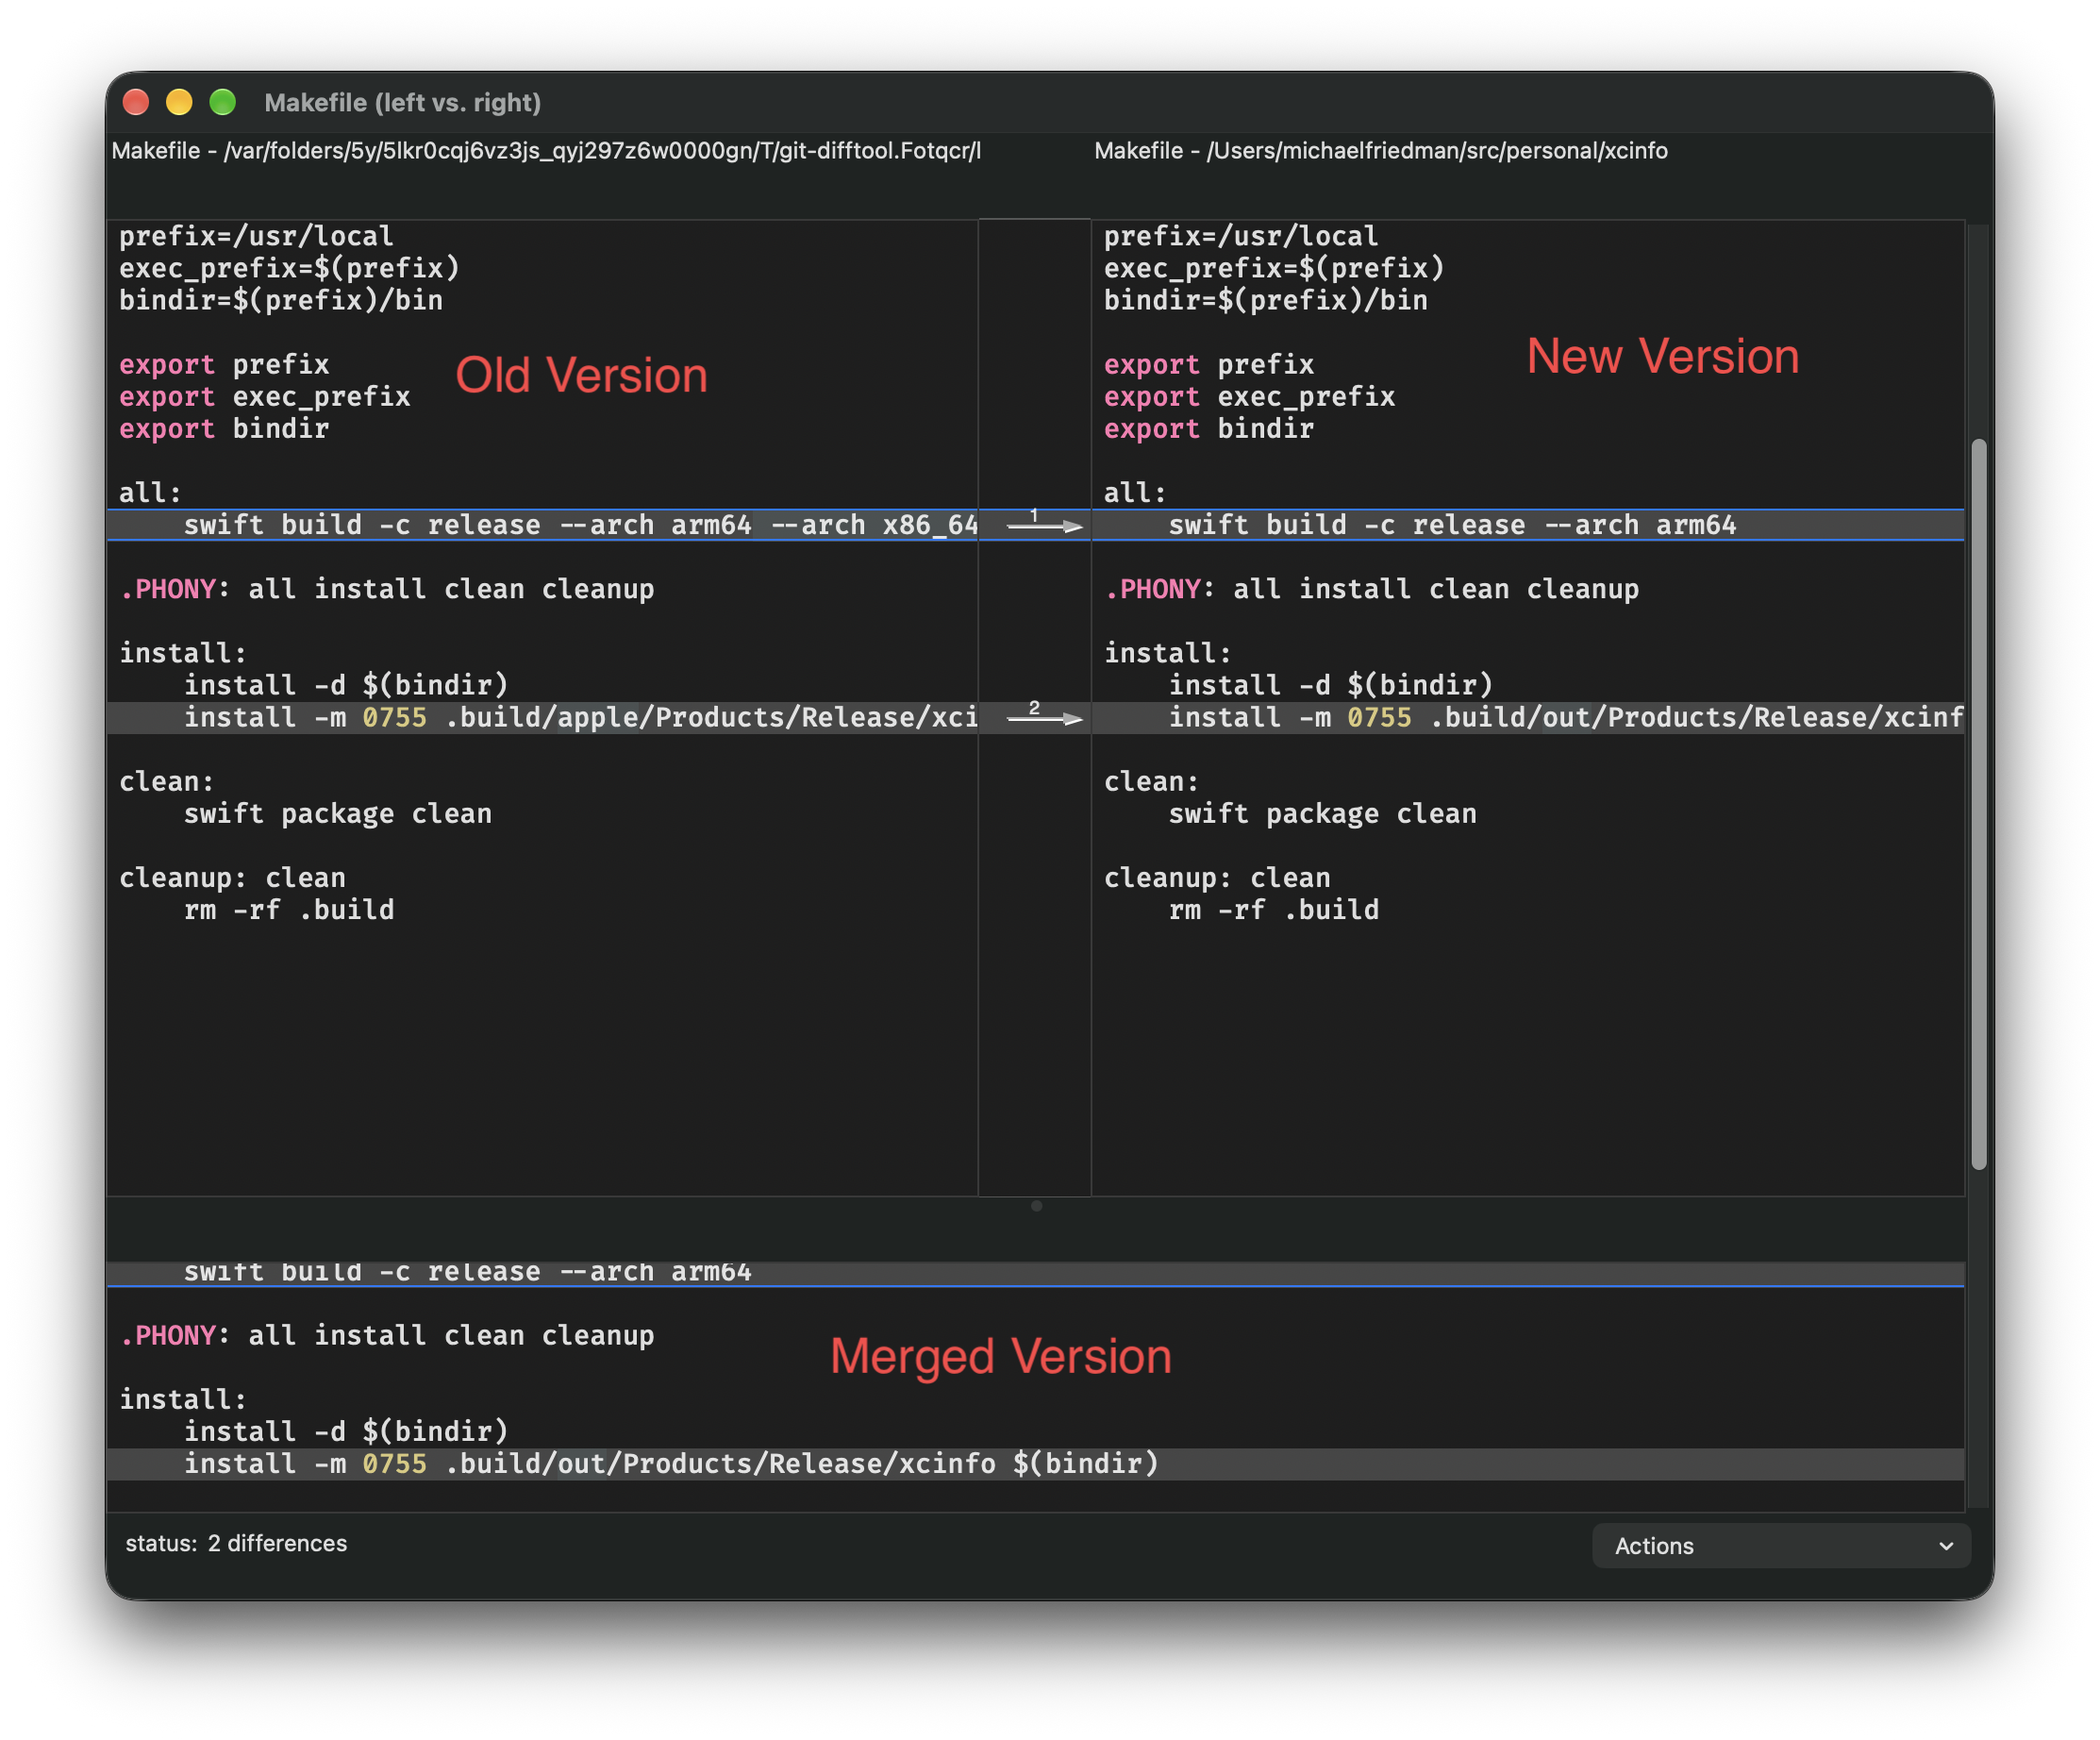 Makefile (left vs. right)
Makefile - /var/folders/5y/5lkr0cqj6vz3js_qyj297z6w0000gn/T/git-difftool.Fotqcr/l
prefix=/usr/local
exec_prefix=$(prefix)
bindir=$(prefix)/bin
export prefix
export exec_prefix
export bindir
Old Version
all:
    swift build -c release --arch arm64 --arch x86_64
.PHONY: all install clean cleanup
install:
    install -d $(bindir)
    install -m 0755 .build/apple/Products/Release/xci
clean:
    swift package clean
cleanup: clean
    rm -rf .build
1
2
Makefile - /Users/michaelfriedman/src/personal/xcinfo
prefix=/usr/local
exec_prefix=$(prefix)
bindir=$(prefix)/bin
New Version
export prefix
export exec_prefix
export bindir
all:
    swift build -c release --arch arm64
.PHONY: all install clean cleanup
install:
    install -d $(bindir)
    install -m 0755 .build/out/Products/Release/xcinf
clean:
    swift package clean
cleanup: clean
    rm -rf .build
    swift build -c release --arch arm64
.PHONY: all install clean cleanup
Merged Version
install:
    install -d $(bindir)
    install -m 0755 .build/out/Products/Release/xcinfo $(bindir)
status: 2 differences
Actions